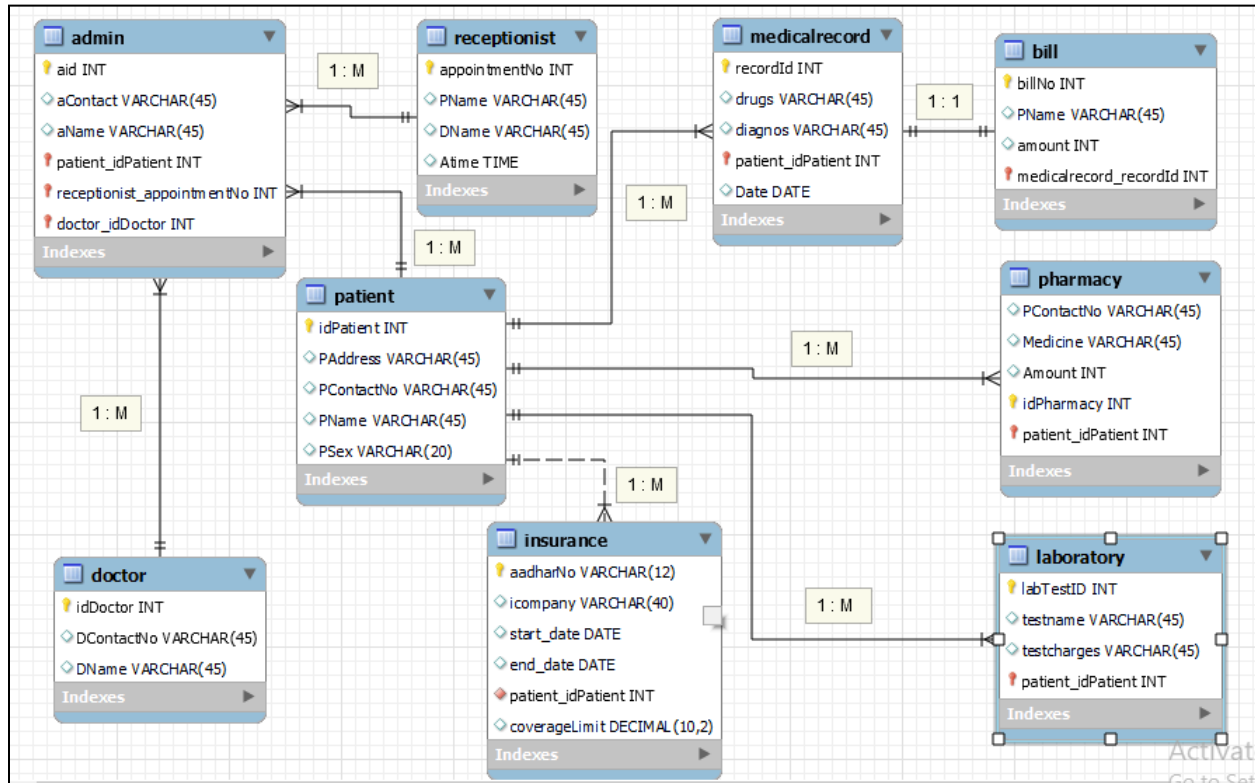 admin
aid INT
aContact VARCHAR(45)
aName VARCHAR(45)
patient_idPatient INT
receptionist_appointmentNo INT
doctor_idDoctor INT
Indexes
1 : M
receptionist
appointmentNo INT
PName VARCHAR(45)
DName VARCHAR(45)
Atime TIME
Indexes
medicalrecord
recordId INT
drugs VARCHAR(45)
diagnos VARCHAR(45)
patient_idPatient INT
Date DATE
Indexes
1 : 1
bill
billNo INT
PName VARCHAR(45)
amount INT
medicalrecord_recordId INT
Indexes
1 : M
1 : M
patient
idPatient INT
PAddress VARCHAR(45)
PContactNo VARCHAR(45)
PName VARCHAR(45)
PSex VARCHAR(20)
Indexes
pharmacy
PContactNo VARCHAR(45)
Medicine VARCHAR(45)
Amount INT
idPharmacy INT
patient_idPatient INT
Indexes
1 : M
1 : M
1 : M
doctor
idDoctor INT
DContactNo VARCHAR(45)
DName VARCHAR(45)
Indexes
insurance
aadharNo VARCHAR(12)
icompany VARCHAR(40)
start_date DATE
end_date DATE
patient_idPatient INT
coverageLimit DECIMAL(10,2)
Indexes
1 : M
laboratory
labTestID INT
testname VARCHAR(45)
testcharges VARCHAR(45)
patient_idPatient INT
Indexes
Activat